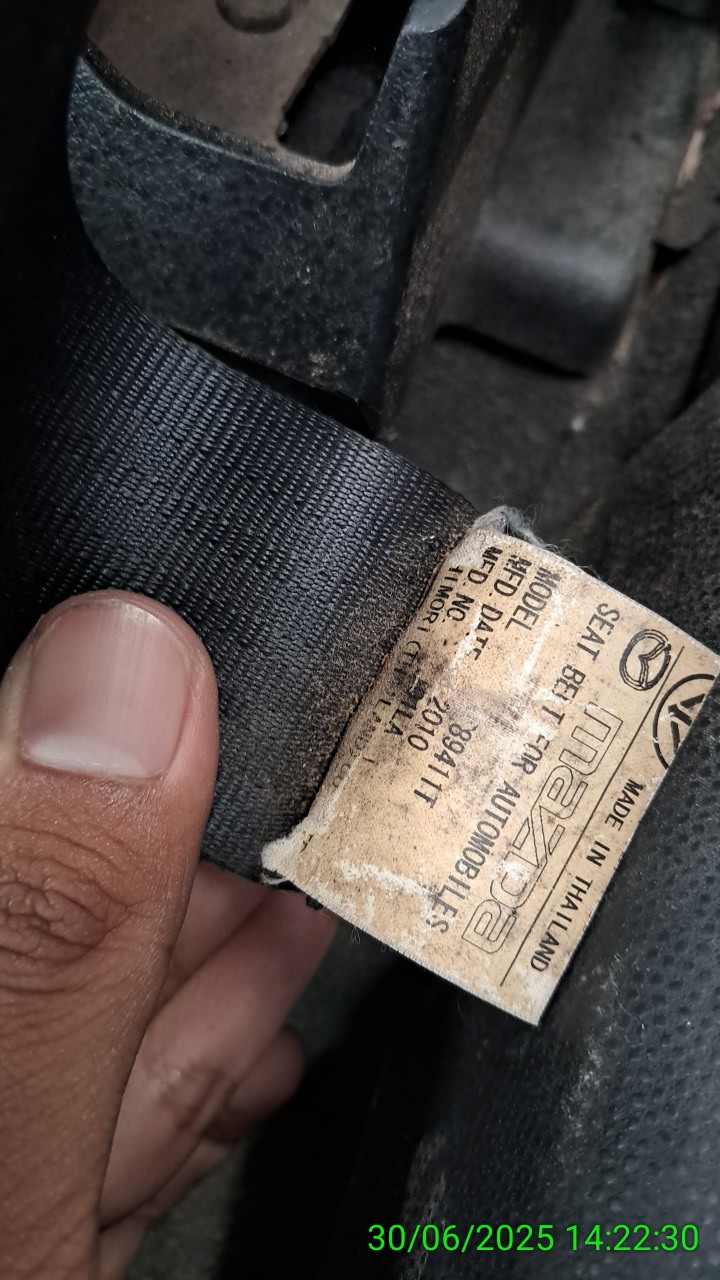 MADE IN THAILAND
mazda
SEAT BELT FOR AUTOMOBILES
MODEL 89411T
MFD. DATE 2010
MFD. NO.
30/06/2025 14:22:30